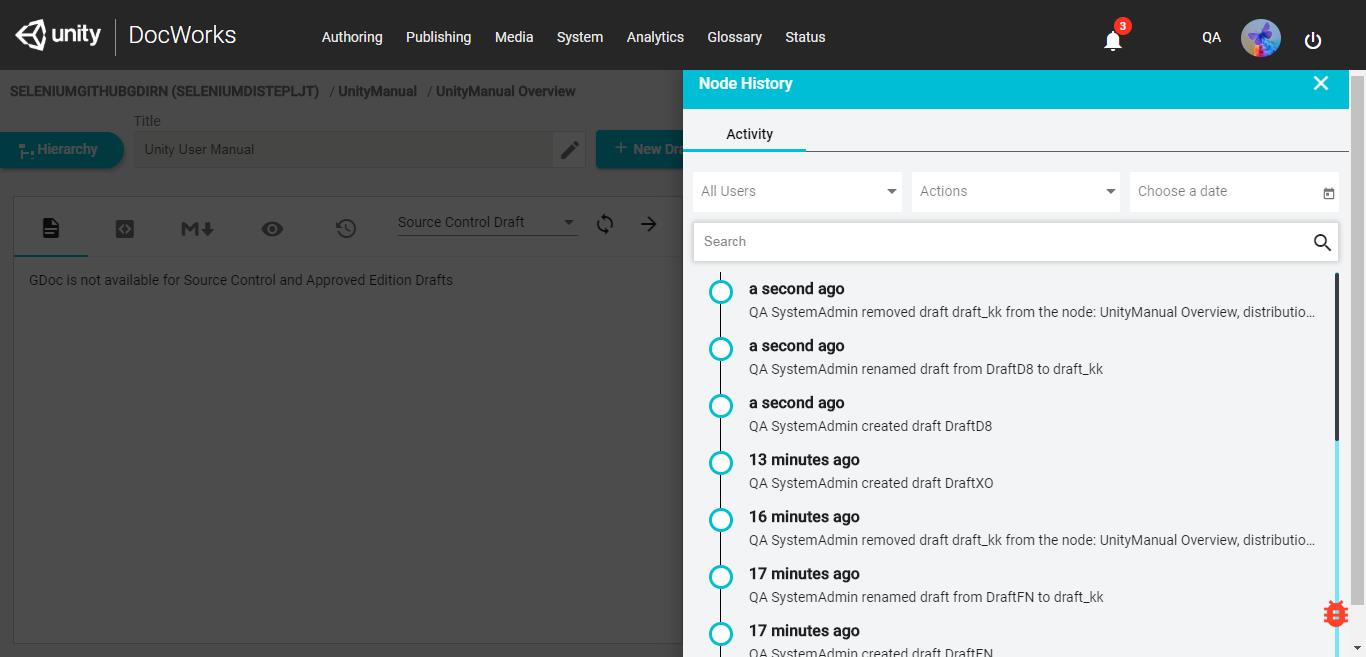 unity DocWorks Authoring Publishing Media System Analytics Glossary Status 3 QA
SELENIUMGITHUBGDIRN (SELENIUMDISTEPLJT) / UnityManual / UnityManual Overview
Title
Hierarchy Unity User Manual + New Dra
M Source Control Draft
GDoc is not available for Source Control and Approved Edition Drafts
Node History
Activity
All Users Actions Choose a date
Search
a second ago
QA SystemAdmin removed draft draft_kk from the node: UnityManual Overview, distributio...
a second ago
QA SystemAdmin renamed draft from DraftD8 to draft_kk
a second ago
QA SystemAdmin created draft DraftD8
13 minutes ago
QA SystemAdmin created draft DraftXO
16 minutes ago
QA SystemAdmin removed draft draft_kk from the node: UnityManual Overview, distributio...
17 minutes ago
QA SystemAdmin renamed draft from DraftFN to draft_kk
17 minutes ago
QA SystemAdmin created draft DraftFN